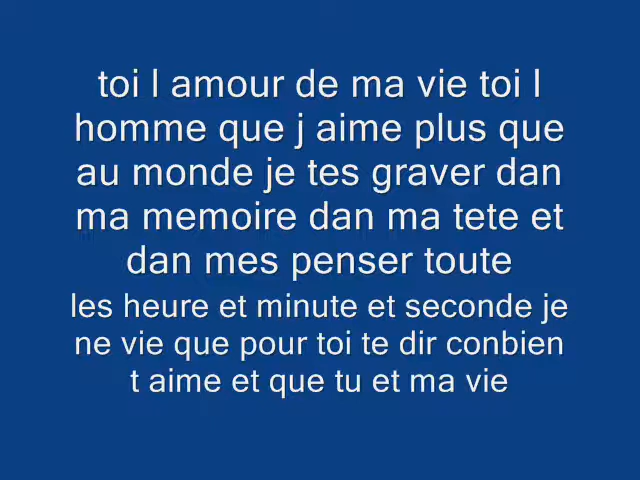 toi l amour de ma vie toi l
homme que j aime plus que
au monde je tes graver dan
ma memoire dan ma tete et
dan mes penser toute
les heure et minute et seconde je
ne vie que pour toi te dir conbien
t aime et que tu et ma vie